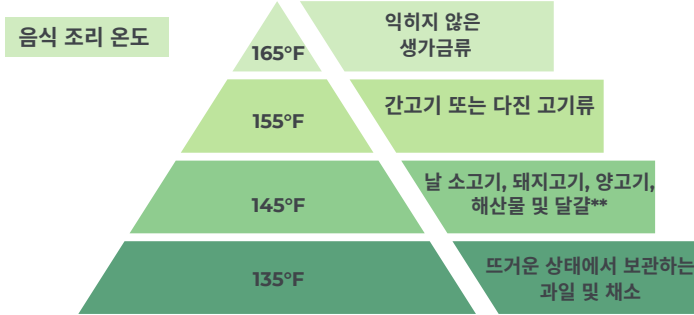 음식 조리 온도
165°F
익히지 않은
생가금류
155°F
간고기 또는 다진 고기류
145°F
날 소고기, 돼지고기, 양고기,
해산물 및 달걀**
135°F
뜨거운 상태에서 보관하는
과일 및 채소